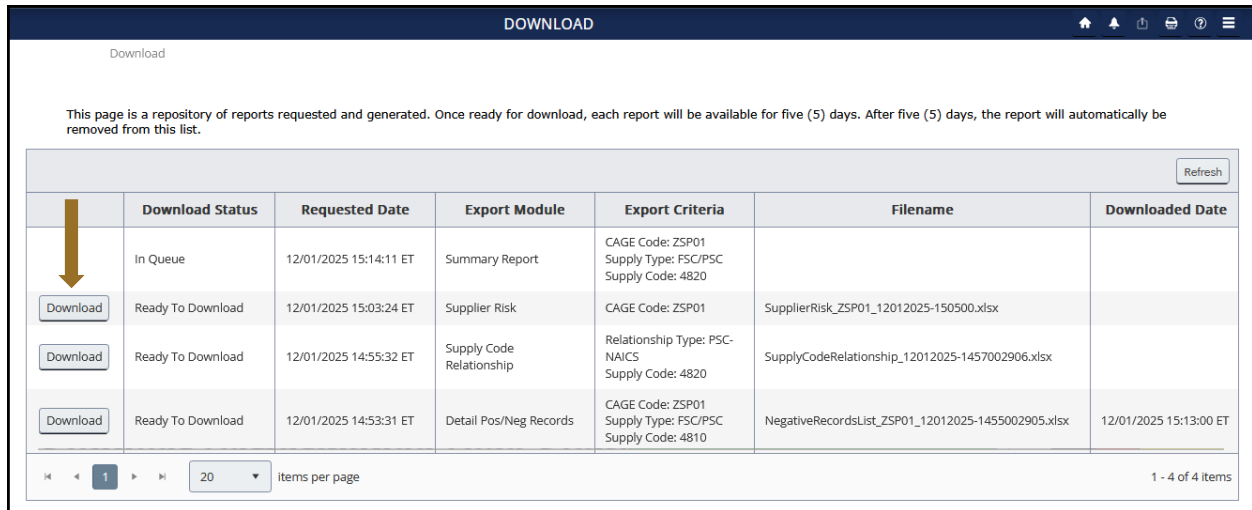 DOWNLOAD
Download
This page is a repository of reports requested and generated. Once ready for download, each report will be available for five (5) days. After five (5) days, the report will automatically be
removed from this list.
Refresh
Download Status Requested Date Export Module Export Criteria Filename Downloaded Date
In Queue 12/01/2025 15:14:11 ET Summary Report CAGE Code: ZSP01
Supply Type: FSC/PSC
Supply Code: 4820
Download Ready To Download 12/01/2025 15:03:24 ET Supplier Risk CAGE Code: ZSP01 SupplierRisk_ZSP01_12012025-150500.xlsx
Download Ready To Download 12/01/2025 14:55:32 ET Supply Code
Relationship Relationship Type: PSC-
NAICS
Supply Code: 4820 SupplyCodeRelationship_12012025-1457002906.xlsx
Download Ready To Download 12/01/2025 14:53:31 ET Detail Pos/Neg Records CAGE Code: ZSP01
Supply Type: FSC/PSC
Supply Code: 4810 NegativeRecordsList_ZSP01_12012025-1455002905.xlsx 12/01/2025 15:13:00 ET
1 20 items per page 1 - 4 of 4 items